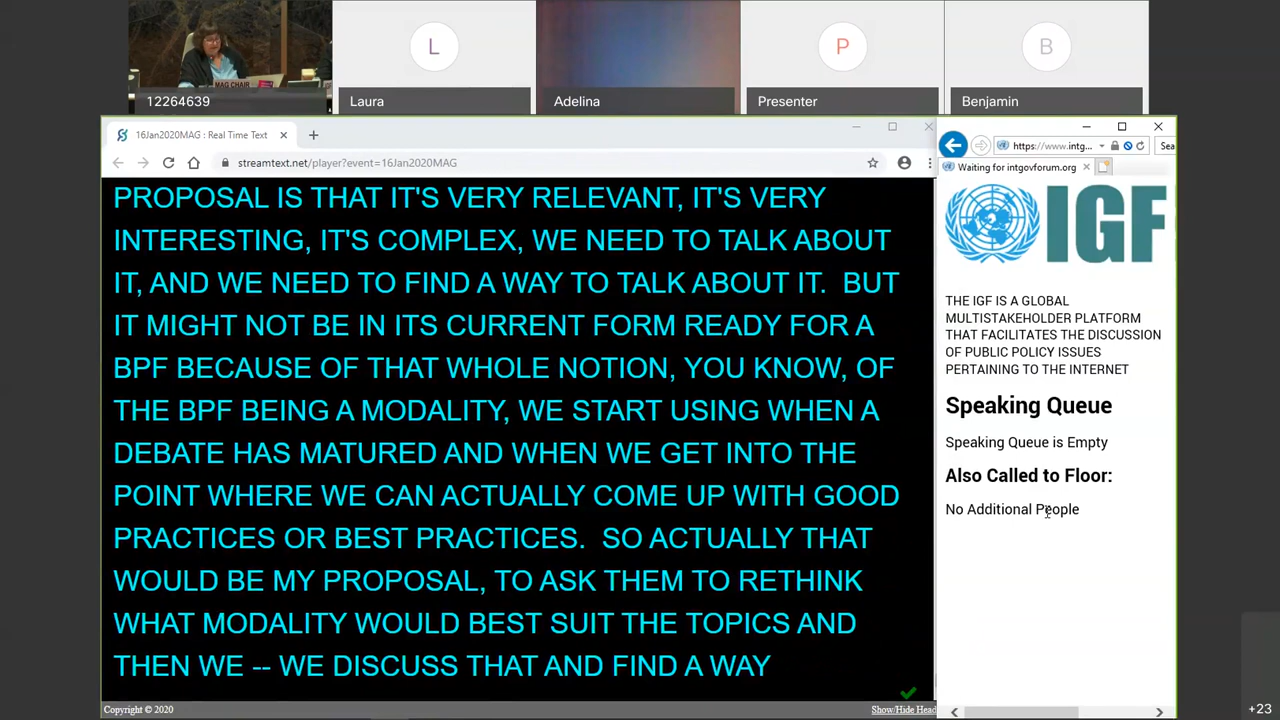 MAG CHAIR
12264639
L
Laura
Adelina
P
Presenter
B
Benjamin
16Jan2020MAG : Real Time Text
streamtext.net/player?event=16Jan2020MAG
PROPOSAL IS THAT IT'S VERY RELEVANT, IT'S VERY
INTERESTING, IT'S COMPLEX, WE NEED TO TALK ABOUT
IT, AND WE NEED TO FIND A WAY TO TALK ABOUT IT.  BUT
IT MIGHT NOT BE IN ITS CURRENT FORM READY FOR A
BPF BECAUSE OF THAT WHOLE NOTION, YOU KNOW, OF
THE BPF BEING A MODALITY, WE START USING WHEN A
DEBATE HAS MATURED AND WHEN WE GET INTO THE
POINT WHERE WE CAN ACTUALLY COME UP WITH GOOD
PRACTICES OR BEST PRACTICES.  SO ACTUALLY THAT
WOULD BE MY PROPOSAL, TO ASK THEM TO RETHINK
WHAT MODALITY WOULD BEST SUIT THE TOPICS AND
THEN WE -- WE DISCUSS THAT AND FIND A WAY
Copyright © 2020
Show/Hide Head
https://www.intg...
Sea
Waiting for intgovforum.org
IGF
THE IGF IS A GLOBAL
MULTISTAKEHOLDER PLATFORM
THAT FACILITATES THE DISCUSSION
OF PUBLIC POLICY ISSUES
PERTAINING TO THE INTERNET
Speaking Queue
Speaking Queue is Empty
Also Called to Floor:
No Additional People
+23